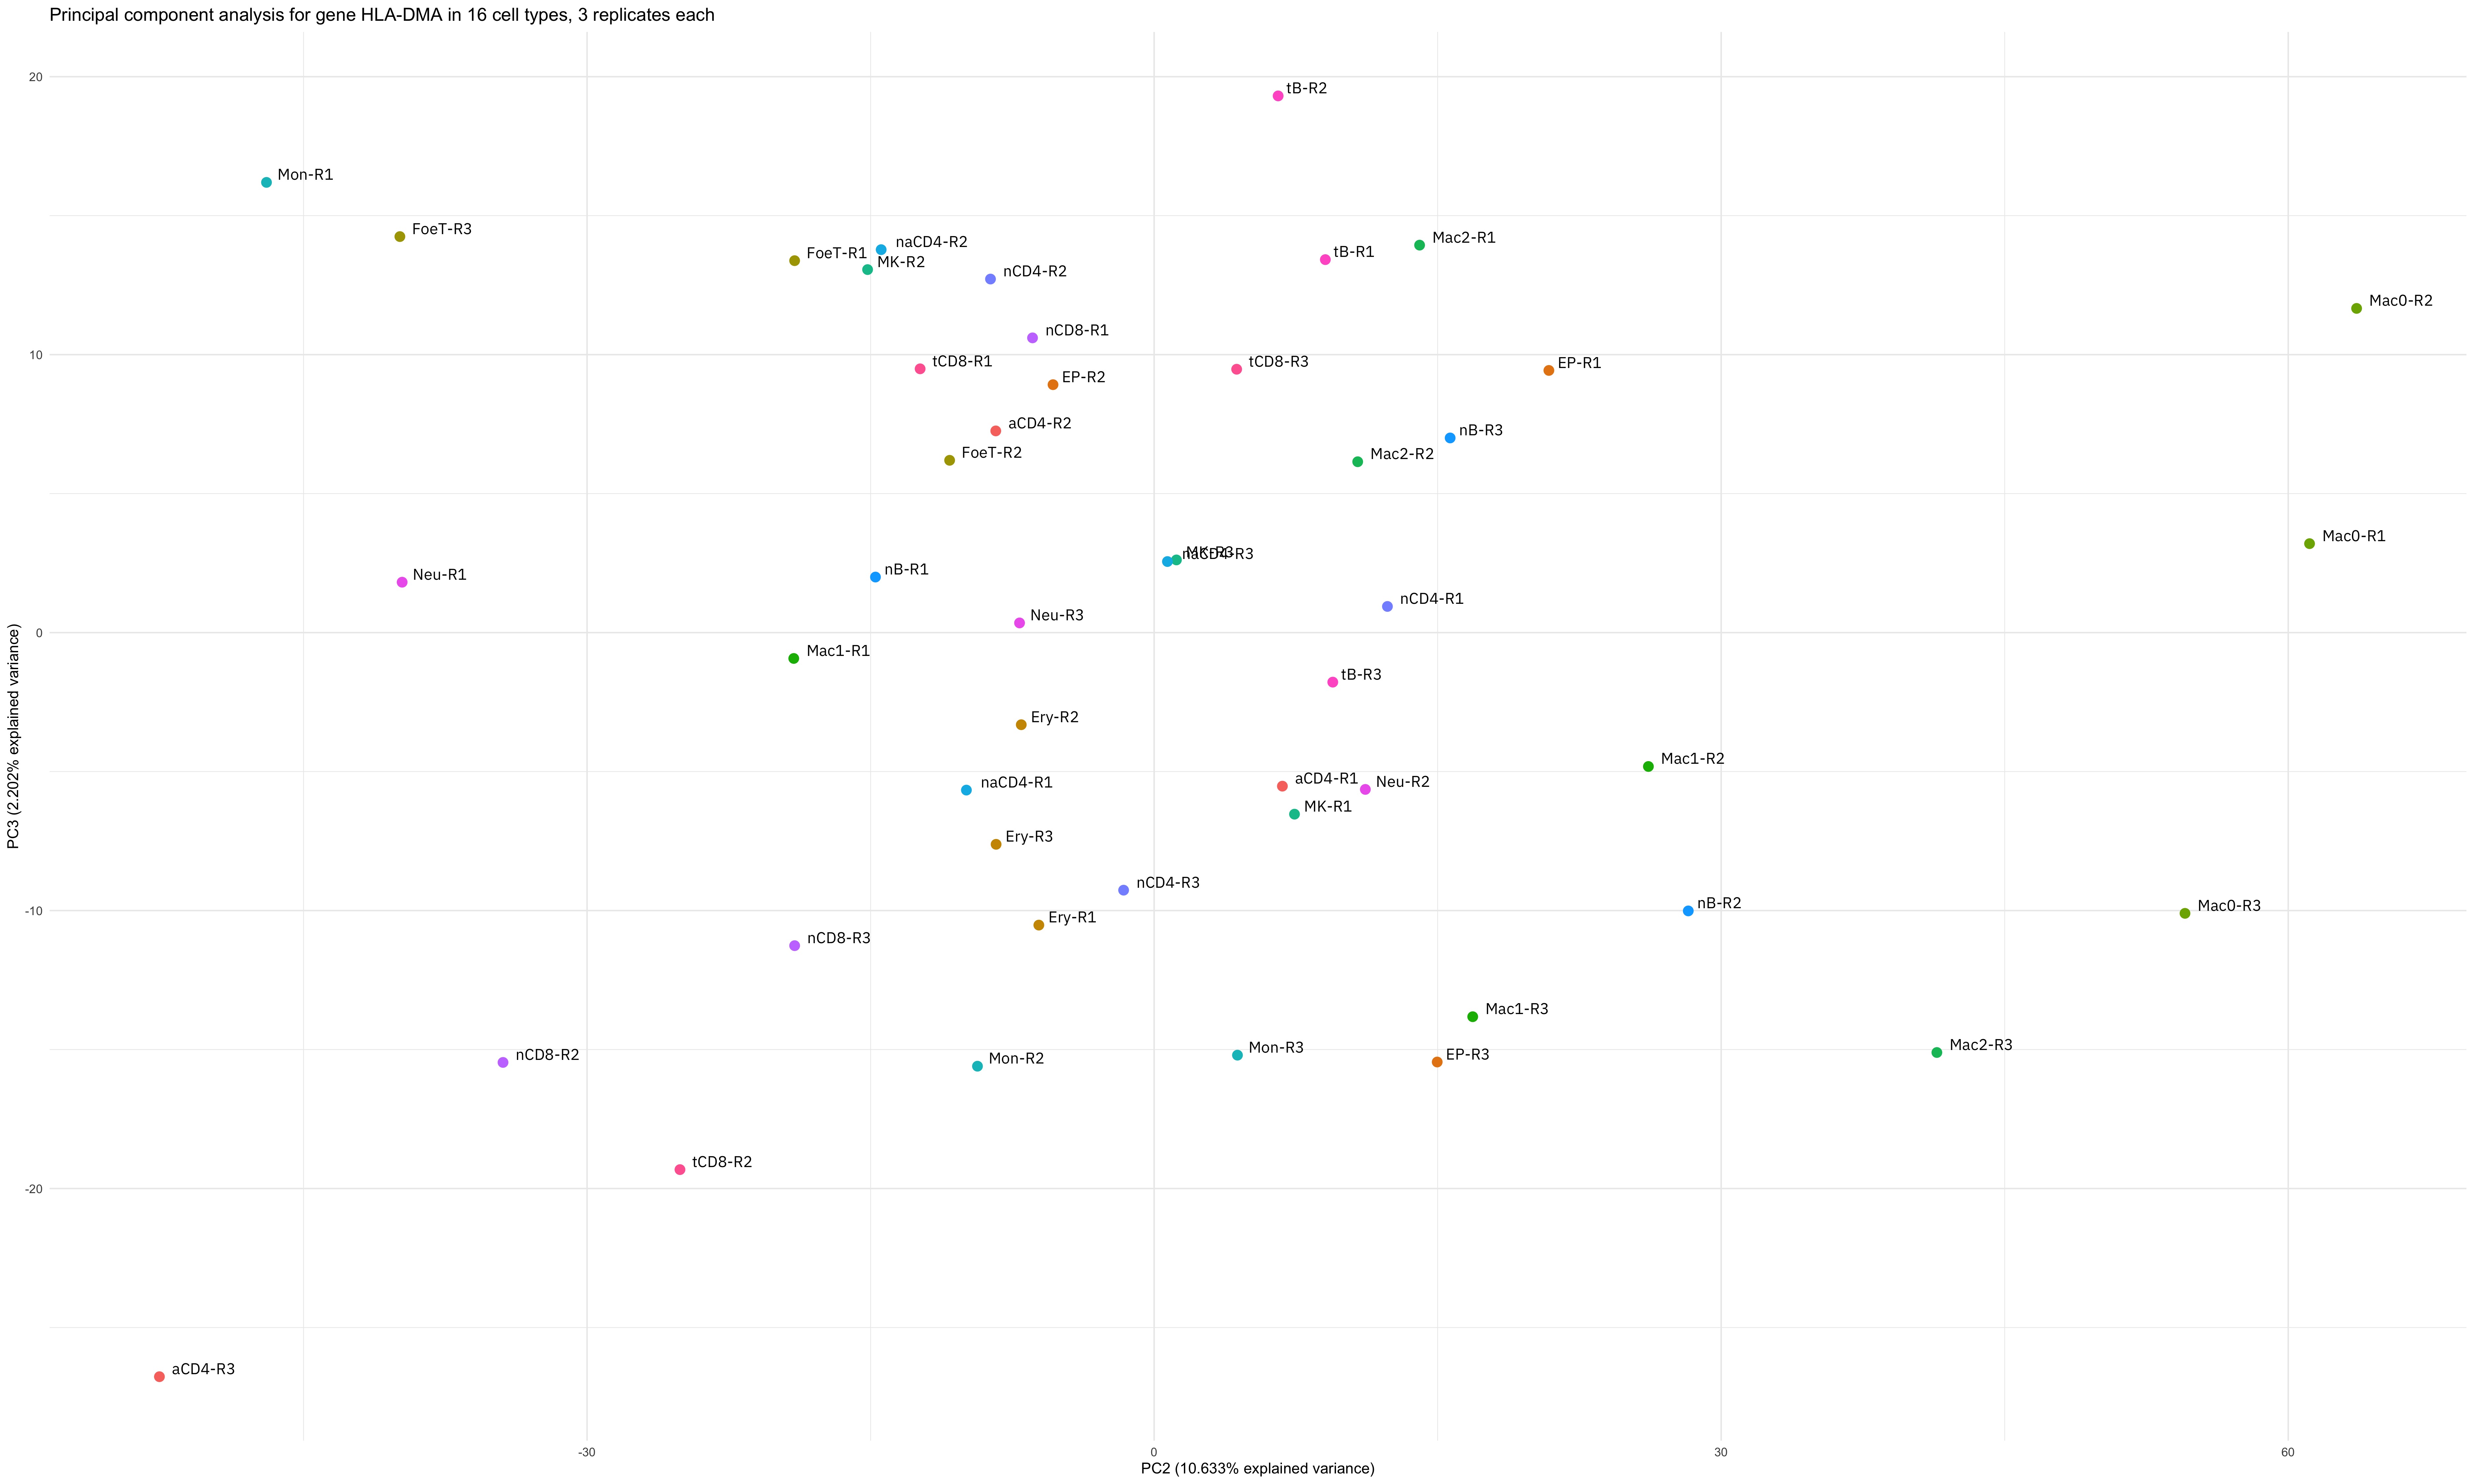 Principal component analysis for gene HLA-DMA in 16 cell types, 3 replicates each
20
tB-R2
Mon-R1
FoeT-R3
naCD4-R2
Mac2-R1
FoeT-R1
tB-R1
MK-R2
nCD4-R2
Mac0-R2
nCD8-R1
10
tCD8-R1
tCD8-R3
EP-R1
EP-R2
aCD4-R2
nB-R3
FoeT-R2
Mac2-R2
Mac0-R1
MK-R3
naCD4-R3
nB-R1
Neu-R1
nCD4-R1
Neu-R3
0
Mac1-R1
tB-R3
Ery-R2
Mac1-R2
aCD4-R1
Neu-R2
naCD4-R1
MK-R1
Ery-R3
nCD4-R3
nB-R2
Mac0-R3
-10
Ery-R1
nCD8-R3
Mac1-R3
Mac2-R3
Mon-R3
nCD8-R2
EP-R3
Mon-R2
tCD8-R2
-20
aCD4-R3
PC3 (2.202% explained variance)
-30
0
30
60
PC2 (10.633% explained variance)